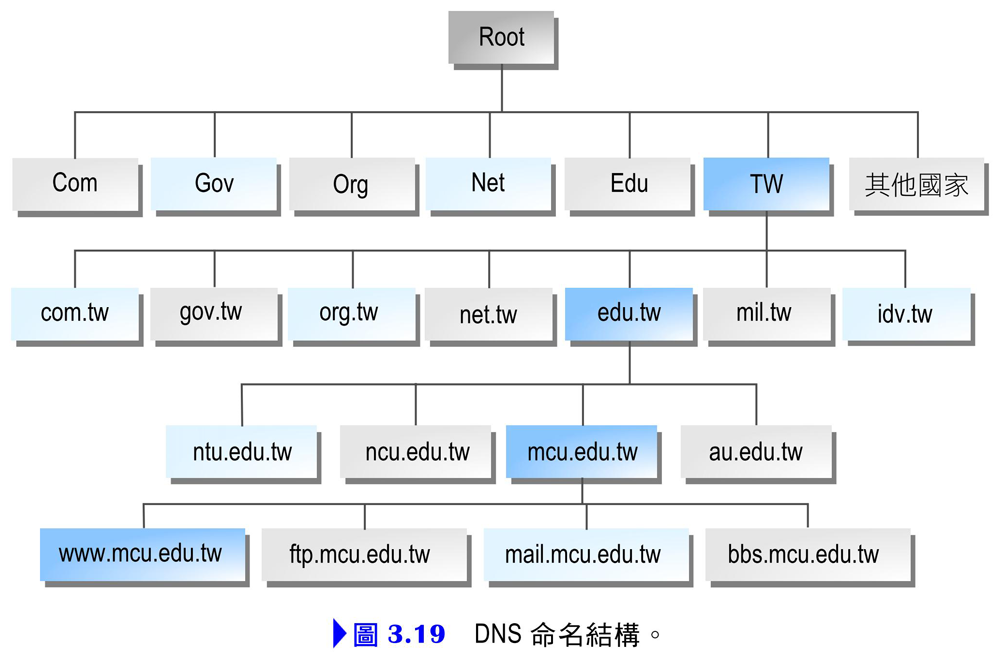 Root
Com Gov Org Net Edu TW 其他國家
com.tw gov.tw org.tw net.tw edu.tw mil.tw idv.tw
ntu.edu.tw ncu.edu.tw mcu.edu.tw au.edu.tw
www.mcu.edu.tw ftp.mcu.edu.tw mail.mcu.edu.tw bbs.mcu.edu.tw
圖 3.19 DNS 命名結構。